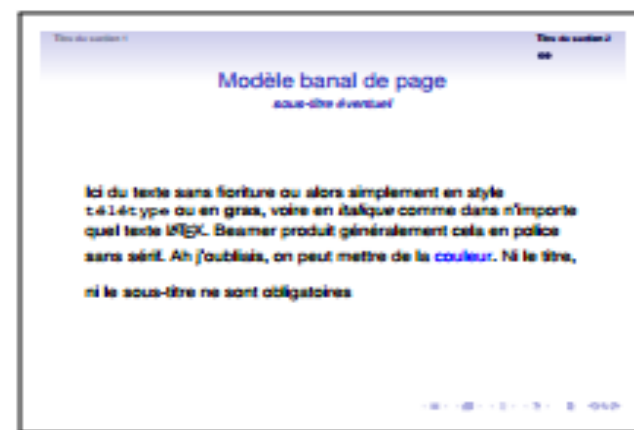 Titre du section 1
Titre du section 2
Modèle banal de page
sous-titre éventuel
Ici du texte sans fioriture ou alors simplement en style
télétype ou en gras, voire en italique comme dans n'importe
quel texte LATEX. Beamer produit généralement cela en police
sans sérif. Ah j'oubliais, on peut mettre de la couleur. Ni le titre,
ni le sous-titre ne sont obligatoires